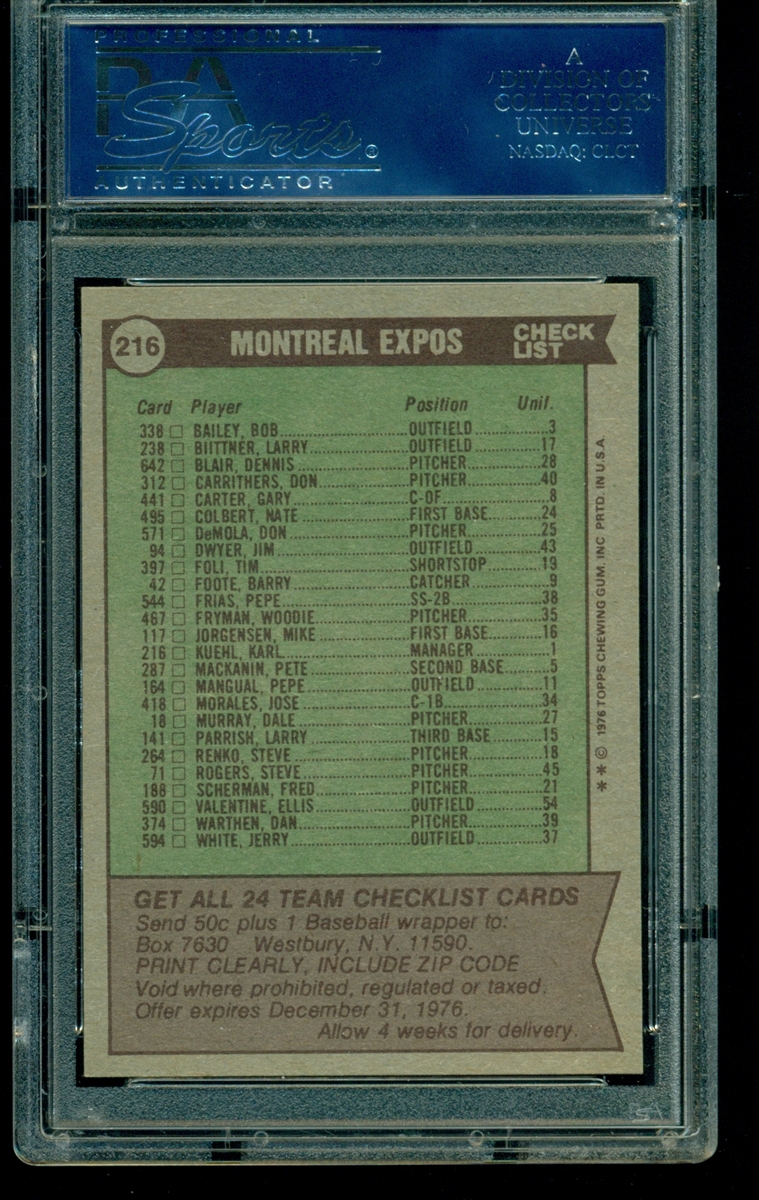 PROFESSIONAL
PSA
Sports®
AUTHENTICATOR
A
DIVISION OF
COLLECTORS
UNIVERSE
NASDAQ: CLCT
216 MONTREAL EXPOS CHECK LIST
Card Player Position Unif.
338 □ BAILEY, BOB OUTFIELD 3
238 □ BIITTNER, LARRY OUTFIELD 17
642 □ BLAIR, DENNIS PITCHER 28
312 □ CARRITHERS, DON PITCHER 40
441 □ CARTER, GARY C-OF 8
495 □ COLBERT, NATE FIRST BASE 24
571 □ DeMOLA, DON PITCHER 25
94 □ DWYER, JIM OUTFIELD 43
397 □ FOLI, TIM SHORTSTOP 19
42 □ FOOTE, BARRY CATCHER 9
544 □ FRIAS, PEPE SS-2B 38
467 □ FRYMAN, WOODIE PITCHER 35
117 □ JORGENSEN, MIKE FIRST BASE 16
216 □ KUEHL, KARL MANAGER 1
287 □ MACKANIN, PETE SECOND BASE 5
164 □ MANGUAL, PEPE OUTFIELD 11
418 □ MORALES, JOSE C-1B 34
18 □ MURRAY, DALE PITCHER 27
141 □ PARRISH, LARRY THIRD BASE 15
264 □ RENKO, STEVE PITCHER 18
71 □ ROGERS, STEVE PITCHER 45
188 □ SCHERMAN, FRED PITCHER 21
590 □ VALENTINE, ELLIS OUTFIELD 54
374 □ WARTHEN, DAN PITCHER 39
594 □ WHITE, JERRY OUTFIELD 37
GET ALL 24 TEAM CHECKLIST CARDS
Send 50c plus 1 Baseball wrapper to:
Box 7630 Westbury, N.Y. 11590.
PRINT CLEARLY, INCLUDE ZIP CODE
Void where prohibited, regulated or taxed.
Offer expires December 31, 1976.
Allow 4 weeks for delivery.
**© 1976 TOPPS CHEWING GUM. INC PRTD. IN U.S.A.